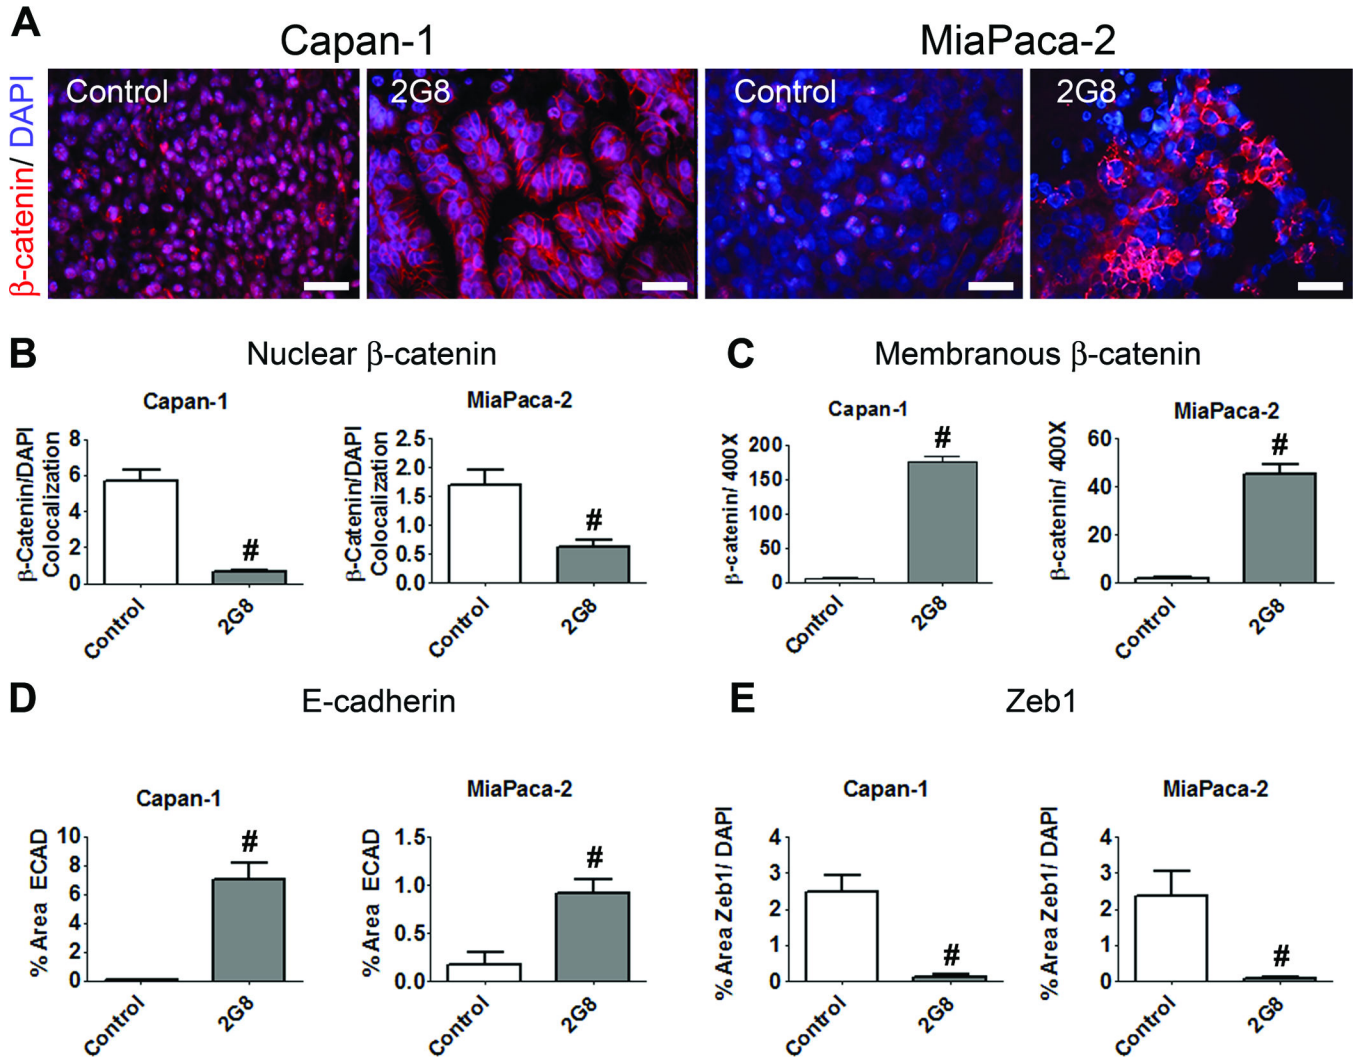 A
Capan-1
MiaPaca-2
β-catenin/ DAPI
Control
2G8
Control
2G8
B
Nuclear β-catenin
Capan-1
β-Catenin/DAPI
Colocalization
8
6
4
2
0
Control
2G8
#
MiaPaca-2
β-Catenin/DAPI
Colocalization
2.5
2.0
1.5
1.0
0.5
0.0
Control
2G8
#
C
Membranous β-catenin
Capan-1
β-catenin/ 400X
200
150
100
50
0
Control
2G8
#
MiaPaca-2
β-catenin/ 400X
60
40
20
0
Control
2G8
#
D
E-cadherin
Capan-1
% Area ECAD
10
8
6
4
2
0
Control
2G8
#
MiaPaca-2
% Area ECAD
1.5
1.0
0.5
0.0
Control
2G8
#
E
Zeb1
Capan-1
% Area Zeb1/ DAPI
4
3
2
1
0
Control
2G8
#
MiaPaca-2
% Area Zeb1/ DAPI
4
3
2
1
0
Control
2G8
#